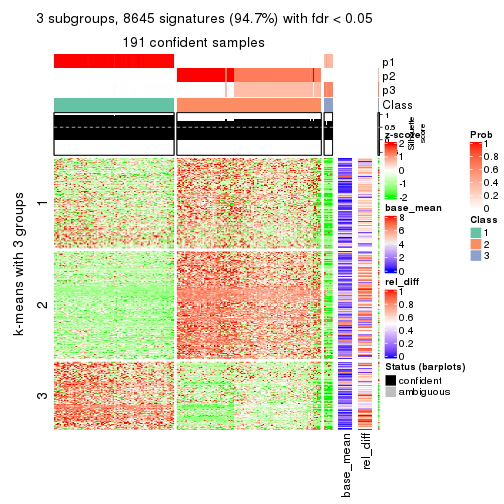 3 subgroups, 8645 signatures (94.7%) with fdr < 0.05
191 confident samples
p1
p2
p3
Class
1
0.5
0
Silhouette
score
k-means with 3 groups
1
2
3
base_mean
rel_diff
z-score
2
1
0
-1
-2
base_mean
8
6
4
2
0
rel_diff
1
0.8
0.6
0.4
0.2
0
Status (barplots)
confident
ambiguous
Prob
1
0.8
0.6
0.4
0.2
0
Class
1
2
3